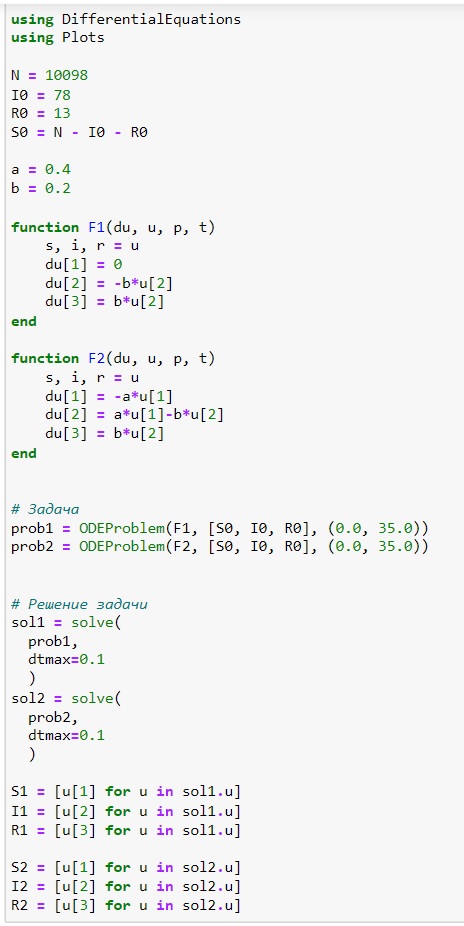 using DifferentialEquations
using Plots
N = 10098
I0 = 78
R0 = 13
S0 = N - I0 - R0
a = 0.4
b = 0.2
function F1(du, u, p, t)
    s, i, r = u
    du[1] = 0
    du[2] = -b*u[2]
    du[3] = b*u[2]
end
function F2(du, u, p, t)
    s, i, r = u
    du[1] = -a*u[1]
    du[2] = a*u[1]-b*u[2]
    du[3] = b*u[2]
end
# Задача
prob1 = ODEProblem(F1, [S0, I0, R0], (0.0, 35.0))
prob2 = ODEProblem(F2, [S0, I0, R0], (0.0, 35.0))
# Решение задачи
sol1 = solve(
  prob1,
  dtmax=0.1
  )
sol2 = solve(
  prob2,
  dtmax=0.1
  )
S1 = [u[1] for u in sol1.u]
I1 = [u[2] for u in sol1.u]
R1 = [u[3] for u in sol1.u]
S2 = [u[1] for u in sol2.u]
I2 = [u[2] for u in sol2.u]
R2 = [u[3] for u in sol2.u]